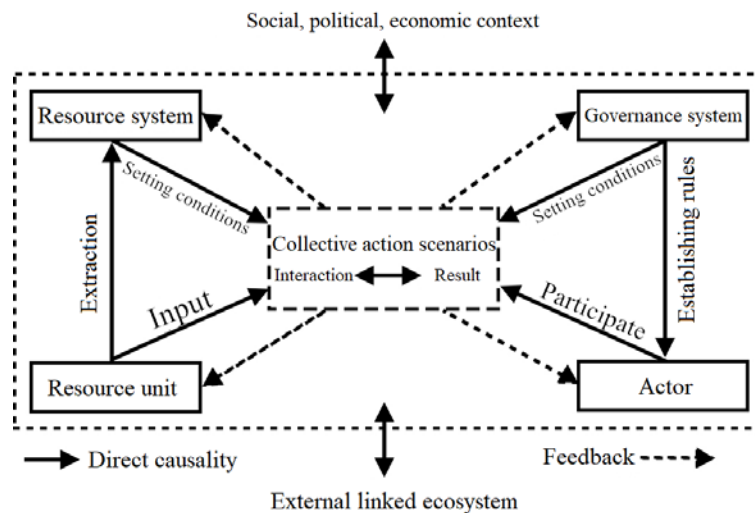 Social, political, economic context
Resource system
Governance system
Setting conditions
Setting conditions
Extraction
Establishing rules
Collective action scenarios
Interaction
Result
Input
Participate
Resource unit
Actor
Direct causality
Feedback
External linked ecosystem